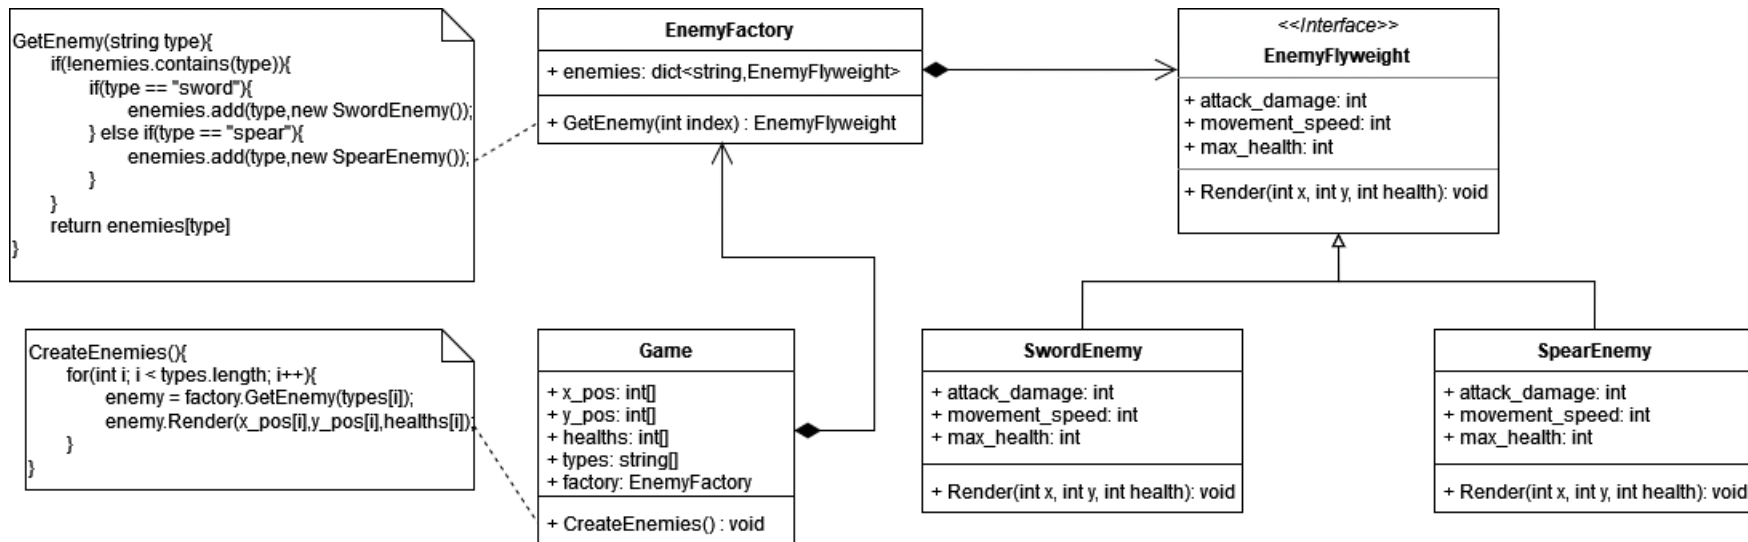 GetEnemy(string type){
if(!enemies.contains(type)){
if(type == "sword"){
enemies.add(type,new SwordEnemy());
} else if(type == "spear"){
enemies.add(type,new SpearEnemy());
}
}
return enemies[type]
}
EnemyFactory
+ enemies: dict<string,EnemyFlyweight>
+ GetEnemy(int index) : EnemyFlyweight
<<Interface>>
EnemyFlyweight
+ attack_damage: int
+ movement_speed: int
+ max_health: int
+ Render(int x, int y, int health): void
CreateEnemies(){
for(int i; i < types.length; i++){
enemy = factory.GetEnemy(types[i]);
enemy.Render(x_pos[i],y_pos[i],healths[i]);
}
}
Game
+ x_pos: int[]
+ y_pos: int[]
+ healths: int[]
+ types: string[]
+ factory: EnemyFactory
+ CreateEnemies() : void
SwordEnemy
+ attack_damage: int
+ movement_speed: int
+ max_health: int
+ Render(int x, int y, int health): void
SpearEnemy
+ attack_damage: int
+ movement_speed: int
+ max_health: int
+ Render(int x, int y, int health): void